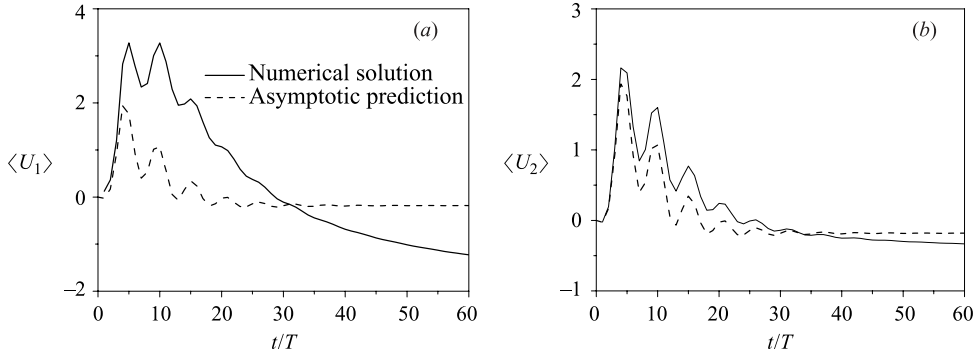 4
(a)
Numerical solution
Asymptotic prediction
2
⟨U1⟩
0
−2
0 10 20 30 40 50 60
t/T
3
(b)
2
⟨U2⟩
1
0
−1
0 10 20 30 40 50 60
t/T